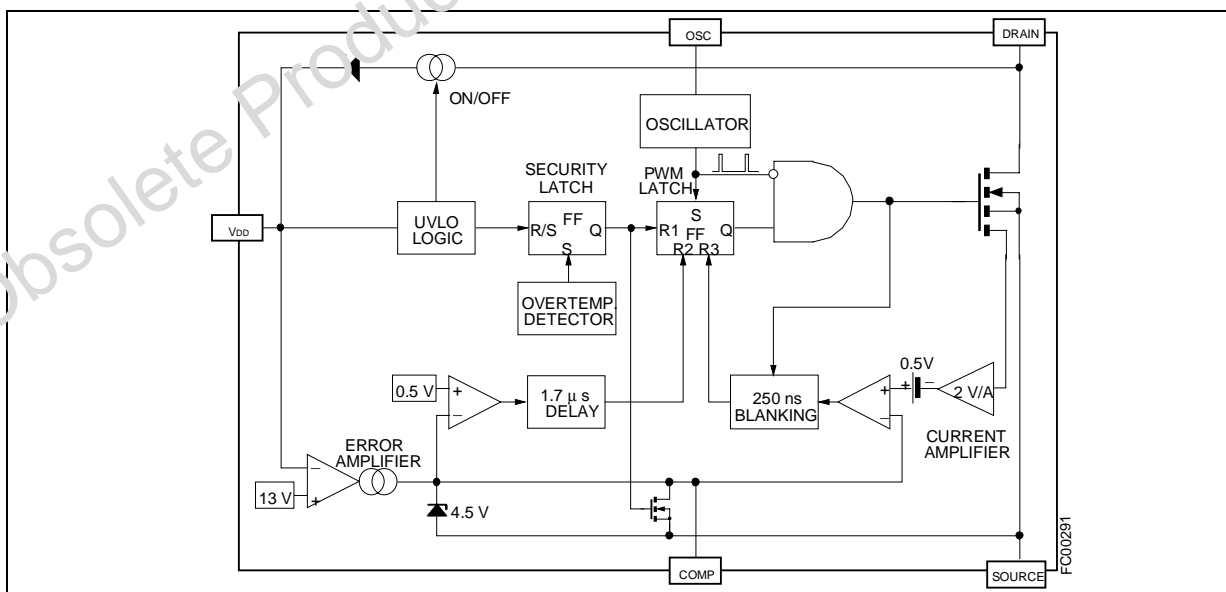 Obsolete Produc
OSC
DRAIN
ON/OFF
OSCILLATOR
SECURITY
LATCH
PWM
LATCH
VDD
UVLO
LOGIC
R/S FF Q
S
S
R1 FF Q
R2 R3
OVERTEMP.
DETECTOR
0.5 V
+
−
1.7 μ s
DELAY
250 ns
BLANKING
+
−
0.5V
+ −
2 V/A
CURRENT
AMPLIFIER
ERROR
AMPLIFIER
−
+
13 V
4.5 V
COMP
SOURCE
FC00291